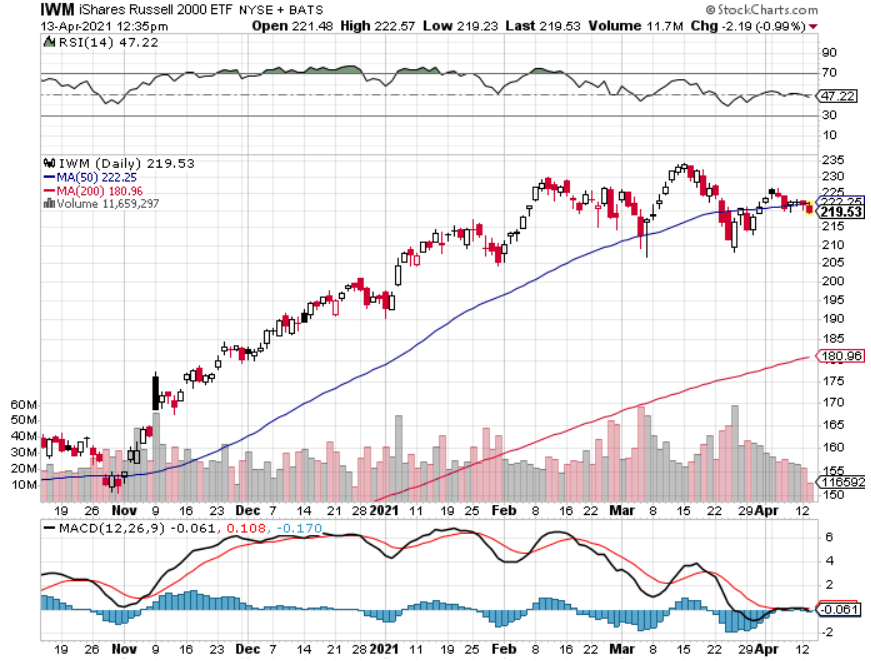 IWM iShares Russell 2000 ETF NYSE + BATS
© StockCharts.com
13-Apr-2021 12:35pm
Open 221.48 High 222.57 Low 219.23 Last 219.53 Volume 11.7M Chg -2.19 (-0.99%)
RSI(14) 47.22
90
70
47.22
30
10
IWM (Daily) 219.53
MA(50) 222.25
MA(200) 180.96
Volume 11,659,297
235
230
225
222.25
219.53
215
210
205
200
195
190
185
180.96
175
170
165
160
155
150
60M
50M
40M
30M
20M
10M
116592
19 26 Nov 9 16 23 Dec 7 14 21 28 2021 11 19 25 Feb 8 16 22 Mar 8 15 22 29 Apr 12
MACD(12,26,9) -0.061, 0.108, -0.170
6
4
2
-0.061
-2
19 26 Nov 9 16 23 Dec 7 14 21 28 2021 11 19 25 Feb 8 16 22 Mar 8 15 22 29 Apr 12